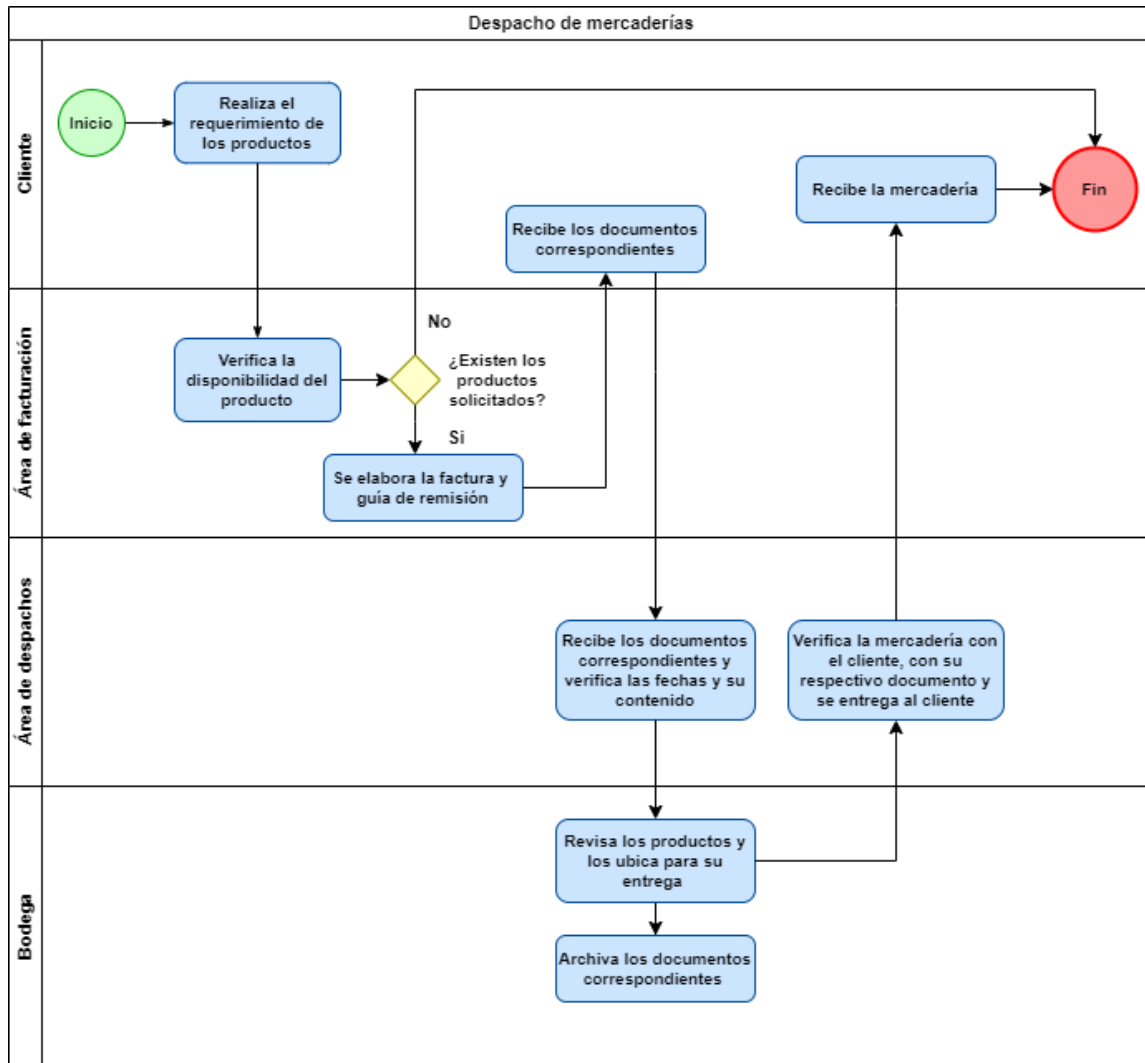 Despacho de mercaderías
Cliente
Inicio
Realiza el
requerimiento de
los productos
Recibe los documentos
correspondientes
Recibe la mercadería
Fin
Área de facturación
Verifica la
disponibilidad del
producto
No
¿Existen los
productos
solicitados?
Si
Se elabora la factura y
guía de remisión
Área de despachos
Recibe los documentos
correspondientes y
verifica las fechas y su
contenido
Verifica la mercadería con
el cliente, con su
respectivo documento y
se entrega al cliente
Bodega
Revisa los productos y
los ubica para su
entrega
Archiva los documentos
correspondientes